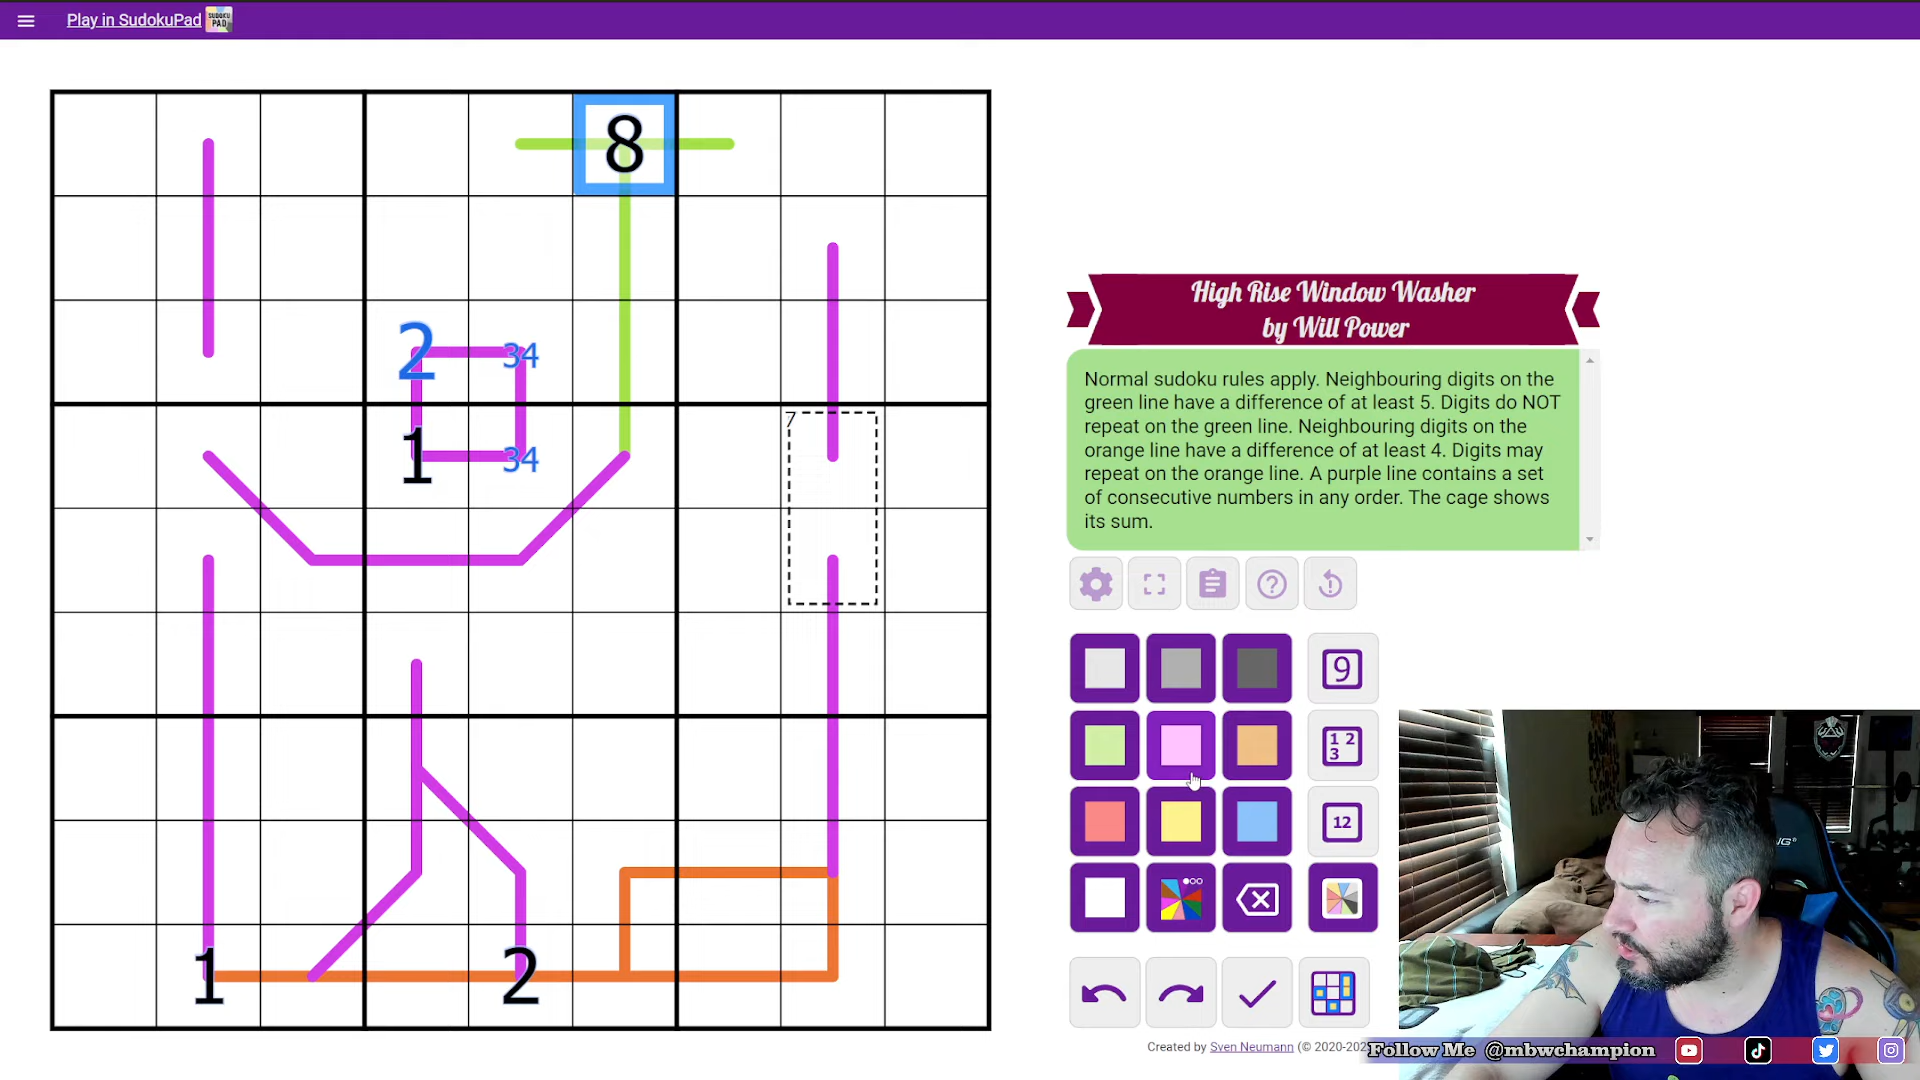 Play in SudokuPad
SUDOKU
PAD
8
2
34
1
34
7
1
2
High Rise Window Washer
by Will Power
Normal sudoku rules apply. Neighbouring digits on the
green line have a difference of at least 5. Digits do NOT
repeat on the green line. Neighbouring digits on the
orange line have a difference of at least 4. Digits may
repeat on the orange line. A purple line contains a set
of consecutive numbers in any order. The cage shows
its sum.
9
1 2
3
12
Follow Me @mbwchampion